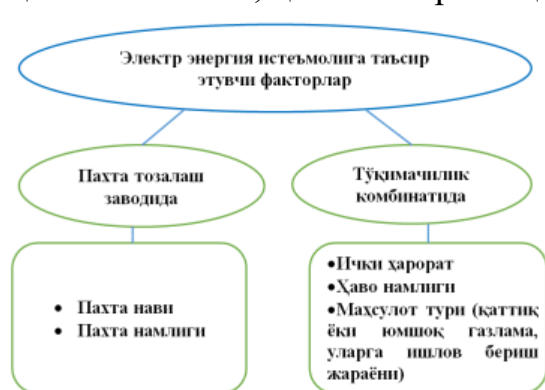 Электр энергия истеъмолига таъсир
этувчи факторлар
Пахта тозалаш
заводида
Тўқимачилик
комбинатида
• Пахта нави
• Пахта намлиги
•Ички ҳарорат
•Ҳаво намлиги
•Маҳсулот тури (қаттиқ
ёки юмшоқ газлама,
уларга ишлов бериш
жараёни)